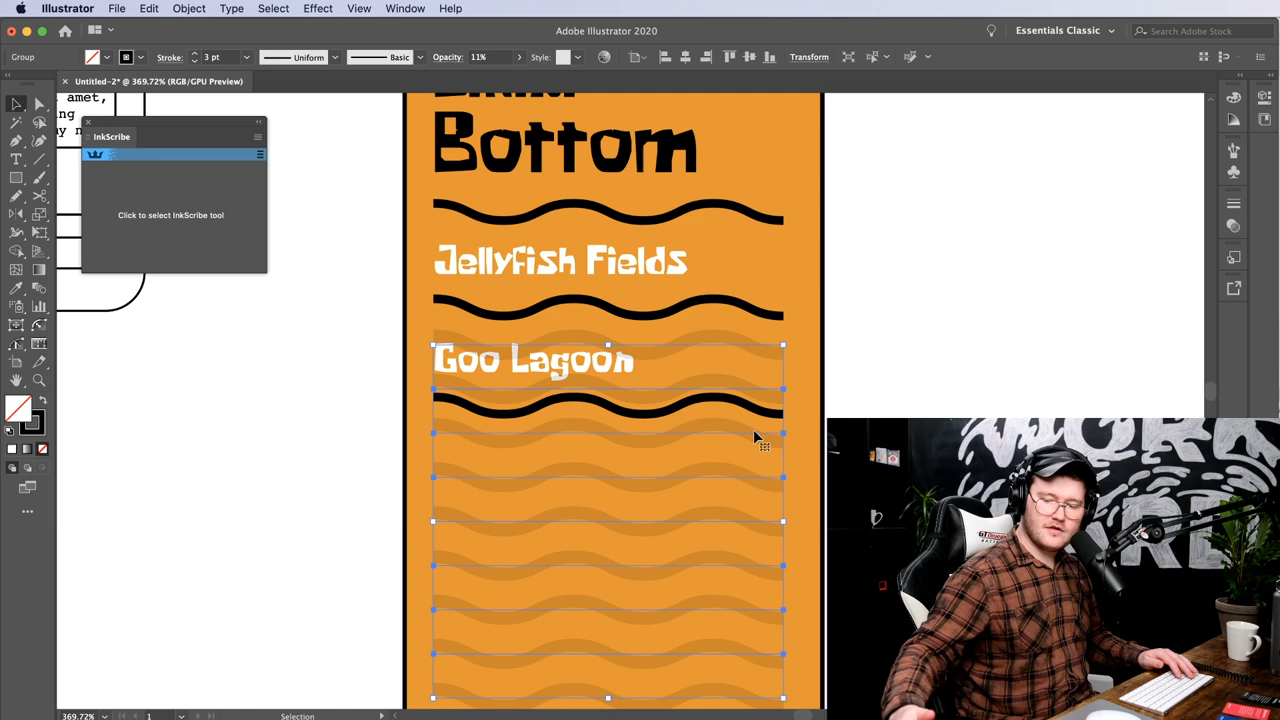 Illustrator File Edit Object Type Select Effect View Window Help
Adobe Illustrator 2020
Essentials Classic
Search Adobe Stock
Group
Stroke: 3 pt
Uniform
Basic
Opacity: 11%
Style:
Transform
× Untitled-2* @ 369.72% (RGB/GPU Preview)
amet,
InkScribe
Click to select InkScribe tool
Bottom
Jellyfish Fields
Goo Lagoon
WORK
369.72%
1
Selection